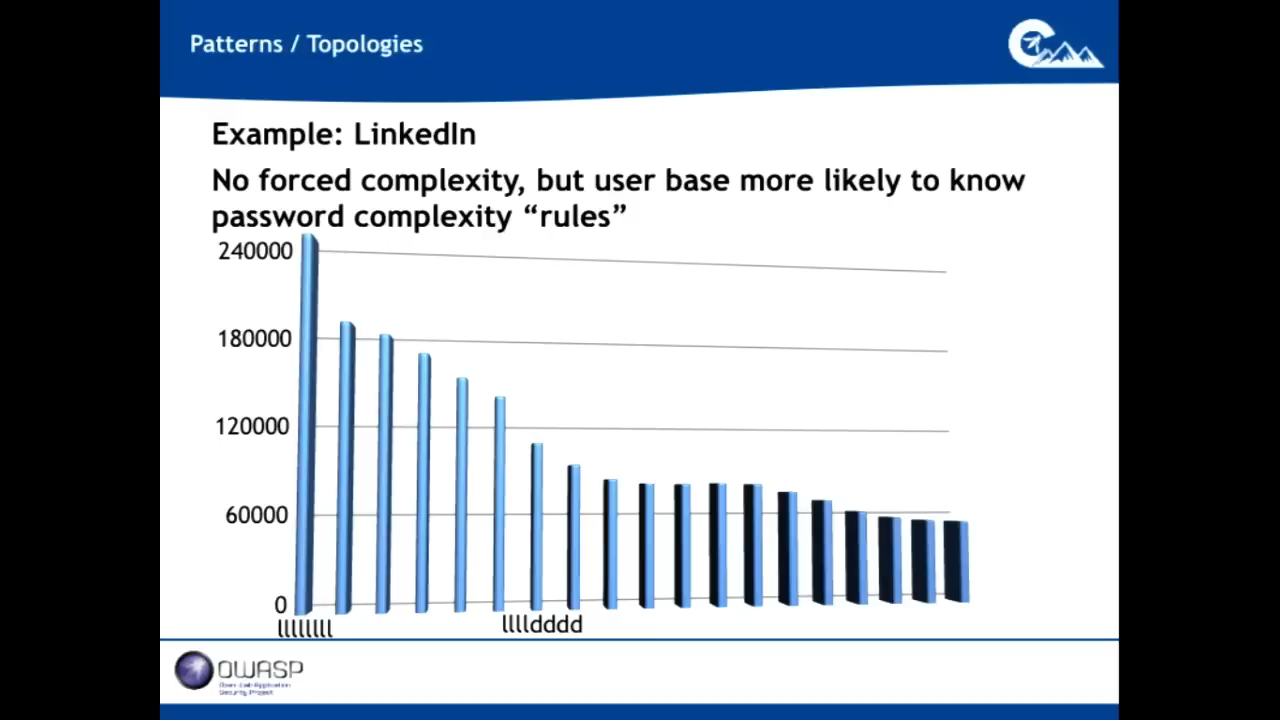 Patterns / Topologies
Example: LinkedIn
No forced complexity, but user base more likely to know
password complexity “rules”
240000
180000
120000
60000
0
llllllll
lllldddd
OWASP
Open Web Application
Security Project